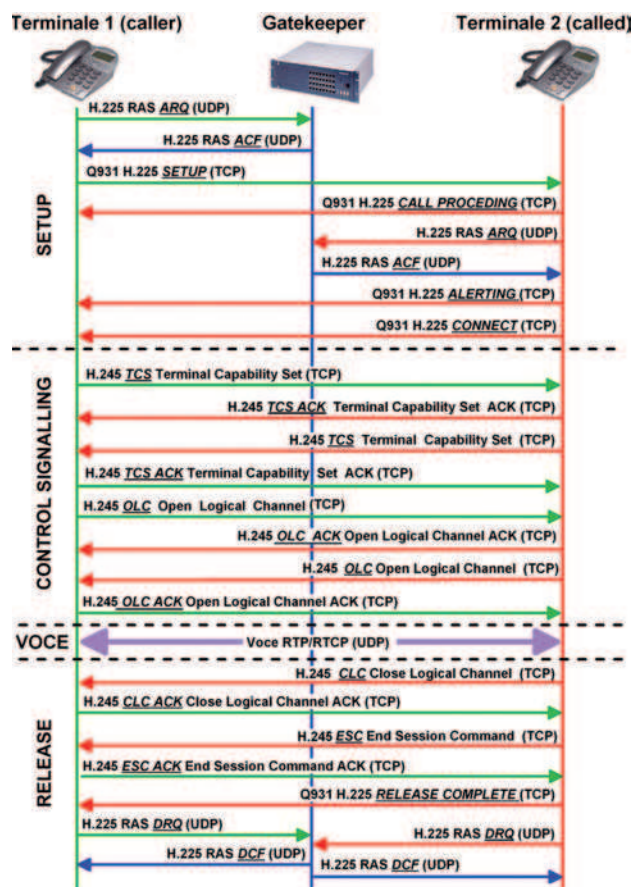 Terminale 1 (caller) Gatekeeper Terminale 2 (called)
H.225 RAS ARQ (UDP)
H.225 RAS ACF (UDP)
Q931 H.225 SETUP (TCP)
Q931 H.225 CALL PROCEDING (TCP)
H.225 RAS ARQ (UDP)
H.225 RAS ACF (UDP)
Q931 H.225 ALERTING (TCP)
Q931 H.225 CONNECT (TCP)
SETUP
H.245 TCS Terminal Capability Set (TCP)
H.245 TCS ACK Terminal Capability Set ACK (TCP)
H.245 TCS Terminal Capability Set (TCP)
H.245 TCS ACK Terminal Capability Set ACK (TCP)
H.245 OLC Open Logical Channel (TCP)
H.245 OLC ACK Open Logical Channel ACK (TCP)
H.245 OLC Open Logical Channel (TCP)
H.245 OLC ACK Open Logical Channel ACK (TCP)
CONTROL SIGNALLING
VOCE Voce RTP/RTCP (UDP)
H.245 CLC Close Logical Channel (TCP)
H.245 CLC ACK Close Logical Channel ACK (TCP)
H.245 ESC End Session Command (TCP)
H.245 ESC ACK End Session Command ACK (TCP)
Q931 H.225 RELEASE COMPLETE (TCP)
H.225 RAS DRQ (UDP)
H.225 RAS DRQ (UDP)
H.225 RAS DCF (UDP)
H.225 RAS DCF (UDP)
RELEASE